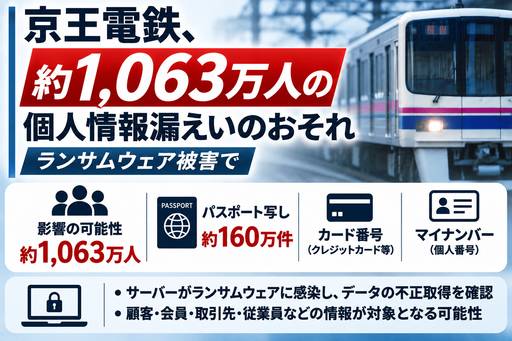 京王電鉄、
約1,063万人の
個人情報漏えいのおそれ
ランサムウェア被害で
影響の可能性
約1,063万人
PASSPORT
パスポート写し
約160万件
カード番号
(クレジットカード等)
マイナンバー
(個人番号)
・サーバーがランサムウェアに感染し、データの不正取得を確認
・顧客・会員・取引先・従業員などの情報が対象となる可能性